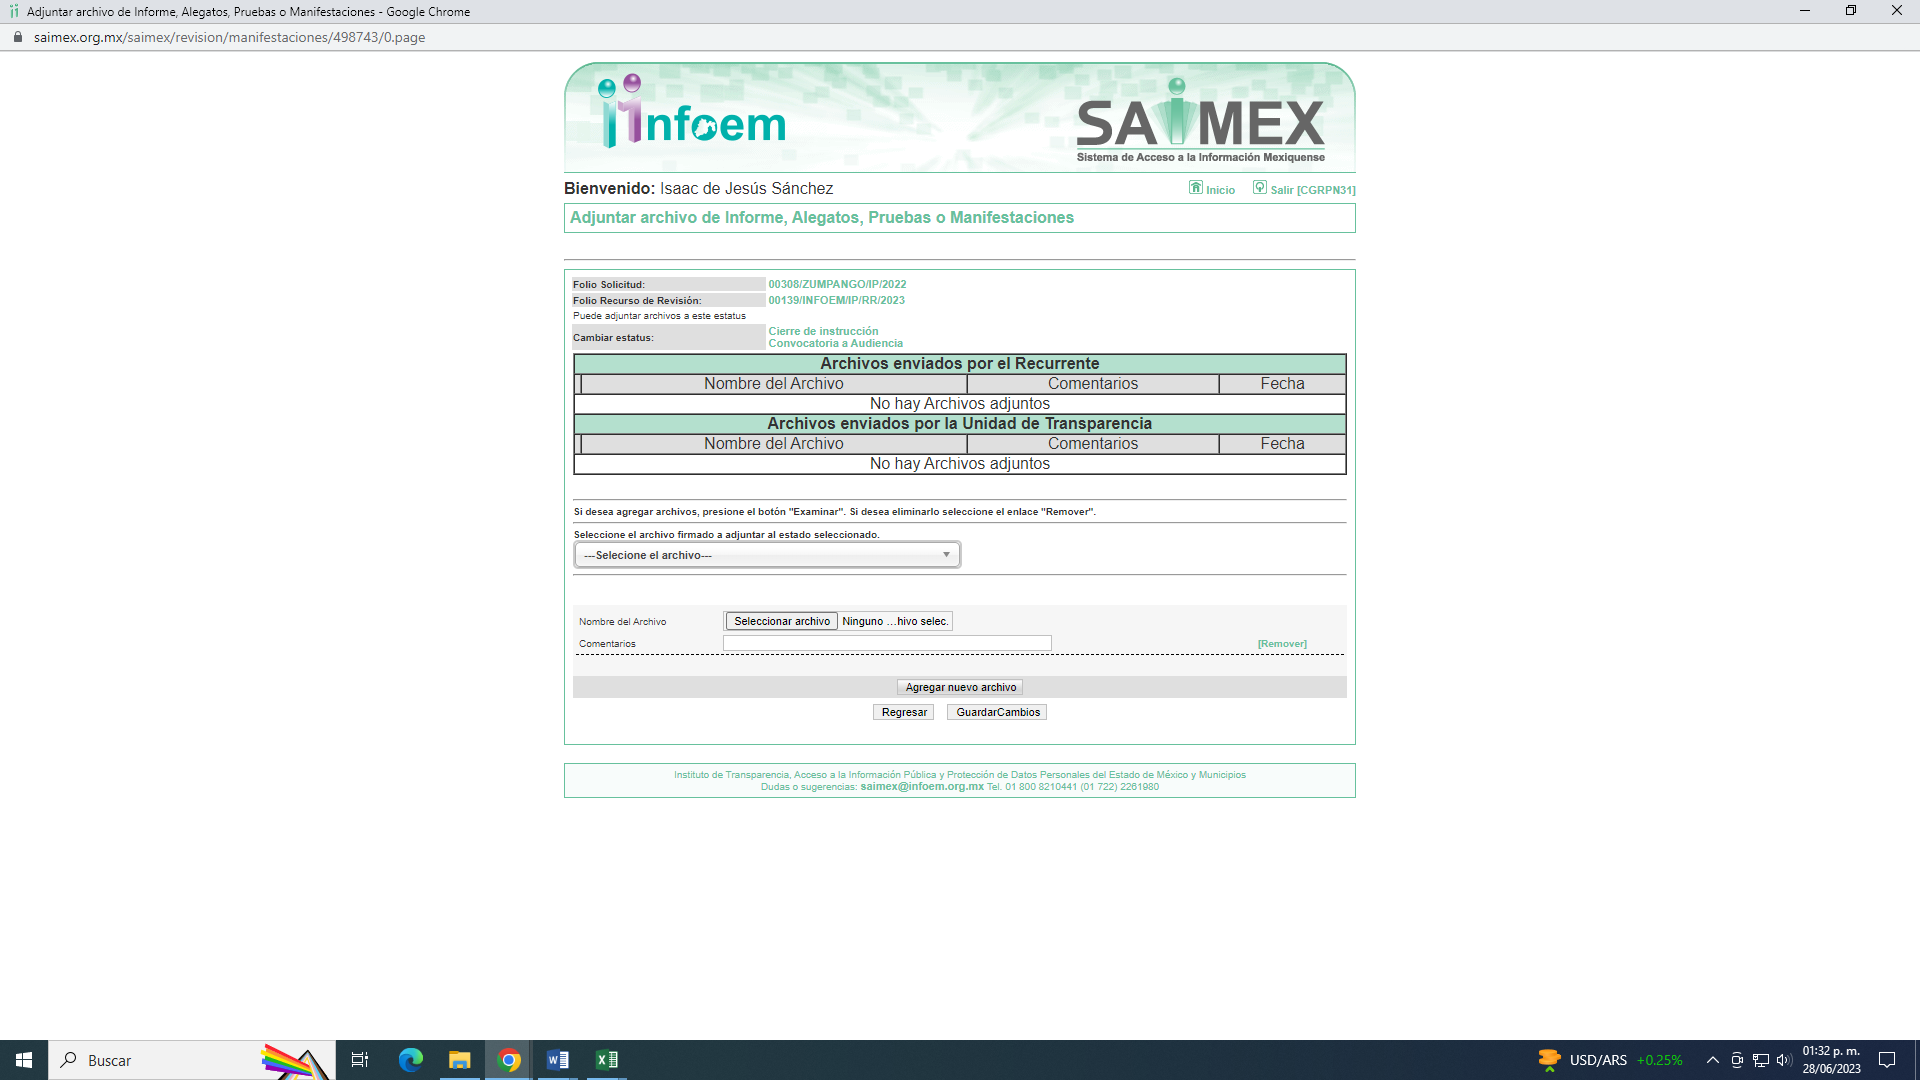 Adjuntar archivo de Informe, Alegatos, Pruebas o Manifestaciones - Google Chrome
saimex.org.mx/saimex/revision/manifestaciones/498743/0.page
infoem
SAIMEX
Sistema de Acceso a la Información Mexiquense
Bienvenido: Isaac de Jesús Sánchez
Inicio Salir [CGRPN31]
Adjuntar archivo de Informe, Alegatos, Pruebas o Manifestaciones
Folio Solicitud: 00308/ZUMPANGO/IP/2022
Folio Recurso de Revisión: 00139/INFOEM/IP/RR/2023
Puede adjuntar archivos a este estatus
Cambiar estatus: Cierre de instrucción
Convocatoria a Audiencia
Archivos enviados por el Recurrente
Nombre del Archivo Comentarios Fecha
No hay Archivos adjuntos
Archivos enviados por la Unidad de Transparencia
Nombre del Archivo Comentarios Fecha
No hay Archivos adjuntos
Si desea agregar archivos, presione el botón "Examinar". Si desea eliminarlo seleccione el enlace "Remover".
Seleccione el archivo firmado a adjuntar al estado seleccionado.
---Selecione el archivo---
Nombre del Archivo Seleccionar archivo Ninguno ...hivo selec.
Comentarios [Remover]
Agregar nuevo archivo
Regresar GuardarCambios
Instituto de Transparencia, Acceso a la Información Pública y Protección de Datos Personales del Estado de México y Municipios
Dudas o sugerencias: saimex@infoem.org.mx Tel. 01 800 8210441 (01 722) 2261980
Buscar
USD/ARS +0.25%
01:32 p. m.
28/06/2023